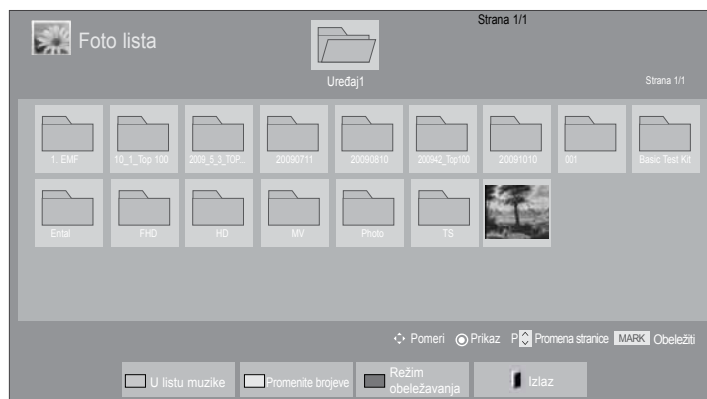 Strana 1/1
Foto lista
Uređaj1
Strana 1/1
1. EMF
10_1_Top 100
2009_5_3_TOP...
20090711
20090810
200942_Top100
20091010
001
Basic Test Kit
Ental
FHD
HD
MV
Photo
TS
Pomeri Prikaz P Promena stranice MARK Obeležiti
U listu muzike
Promenite brojeve
Režim
obeležavanja
Izlaz